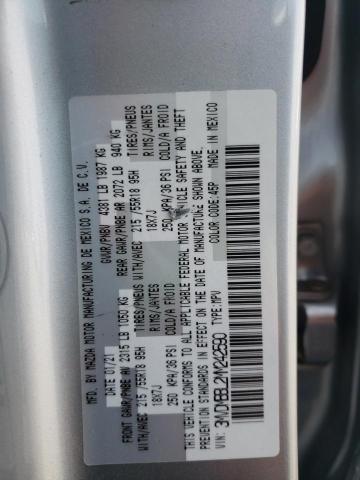 MFD. BY MAZDA MOTOR MANUFACTURING DE MEXICO S.A. DE C.V.
DATE 01/21 GVWR/PNBV 4381 LB 1987 KG
FRONT GAWR/PNBE AV 2315 LB 1050 KG REAR GAWR/PNBE AR 2072 LB 940 KG
WITH/AVEC 215 /55R18 95H TIRES/PNEUS WITH/AVEC 215 /55R18 95H TIRES/PNEUS
18X7J RIMS/JANTES 18X7J RIMS/JANTES
250 KPA/36 PSI COLD/A FROID 250 KPA/36 PSI COLD/A FROID
THIS VEHICLE CONFORMS TO ALL APPLICABLE FEDERAL MOTOR VEHICLE SAFETY AND THEFT
PREVENTION STANDARDS IN EFFECT ON THE DATE OF MANUFACTURE SHOWN ABOVE.
COLOR: 45P MADE IN MEXICO
VIN: TYPE: MPV